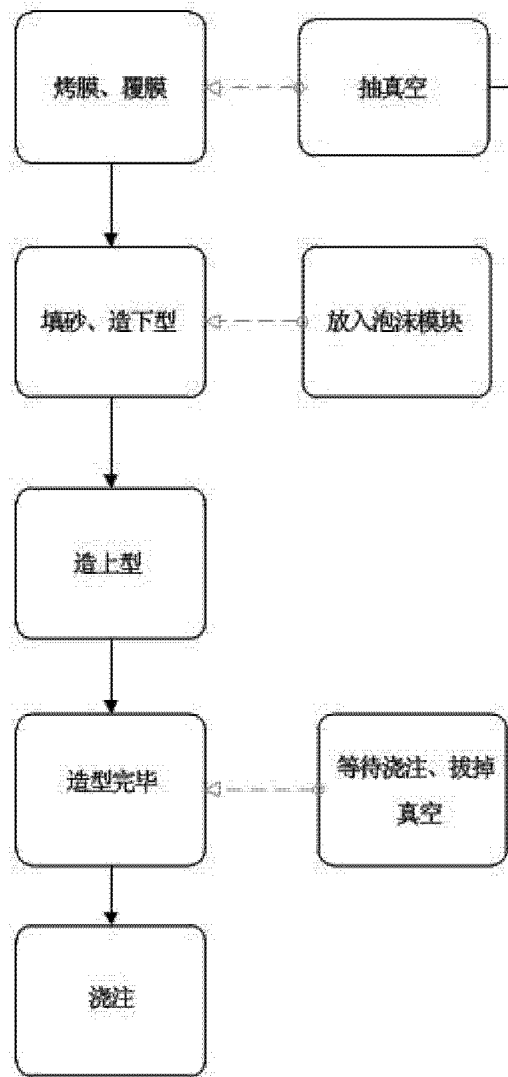 烤膜、覆膜
抽真空
填砂、造下型
放入泡沫模块
造上型
造型完毕
等待浇注、拔掉
真空
浇注